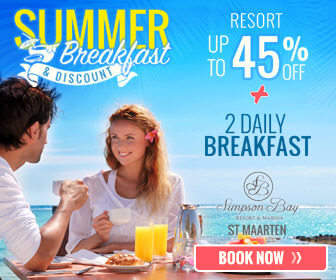 SUMMER
Breakfast
& DISCOUNT
RESORT
UP TO 45% OFF
+
2 DAILY
BREAKFAST
SB
Simpson Bay
RESORT & MARINA
ST MAARTEN
BOOK NOW »